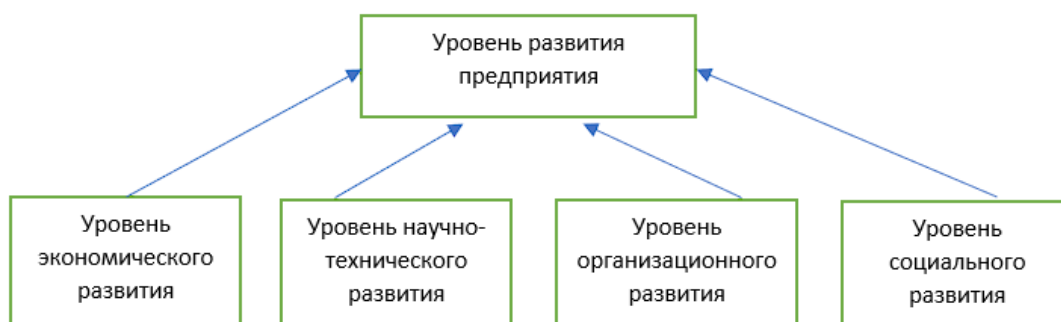 Уровень развития
предприятия
Уровень
экономического
развития
Уровень научно-
технического
развития
Уровень
организационного
развития
Уровень
социального
развития